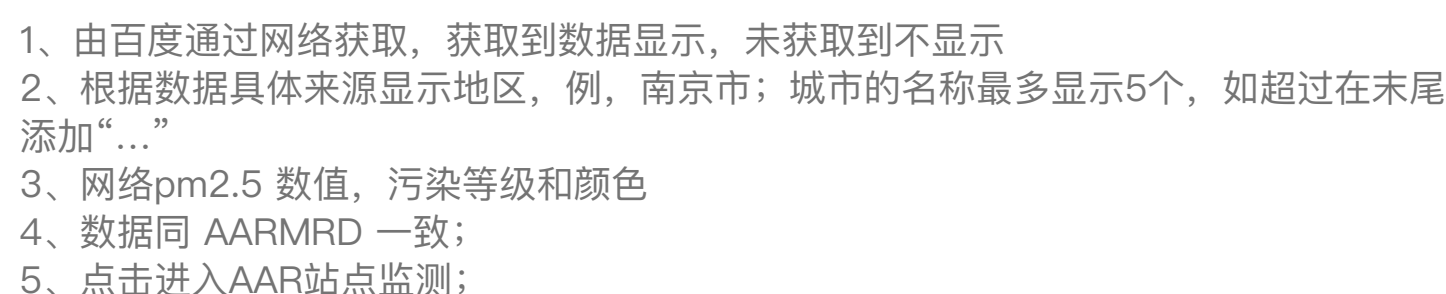 1、由百度通过网络获取，获取到数据显示，未获取到不显示
2、根据数据具体来源显示地区，例，南京市；城市的名称最多显示5个，如超过在末尾
添加“...”
3、网络pm2.5 数值，污染等级和颜色
4、数据同 AARMRD 一致；
5、点击进入AAR站点监测；